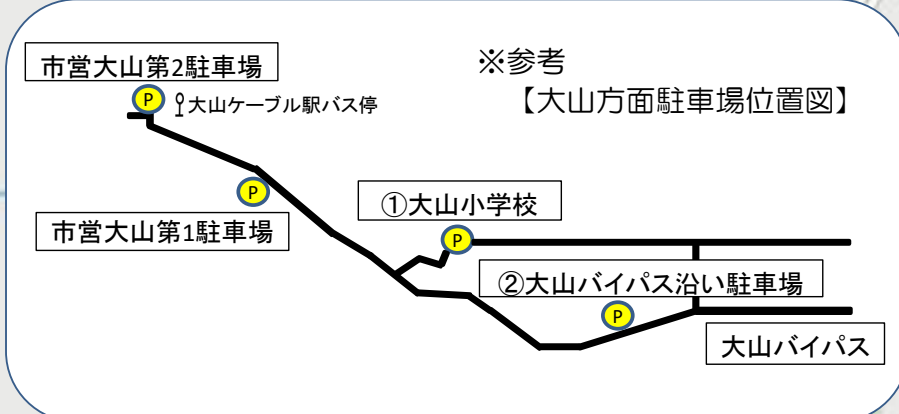 市営大山第2駐車場
※参考
【大山方面駐車場位置図】
P
大山ケーブル駅バス停
P
市営大山第1駐車場
①大山小学校
P
②大山バイパス沿い駐車場
P
大山バイパス